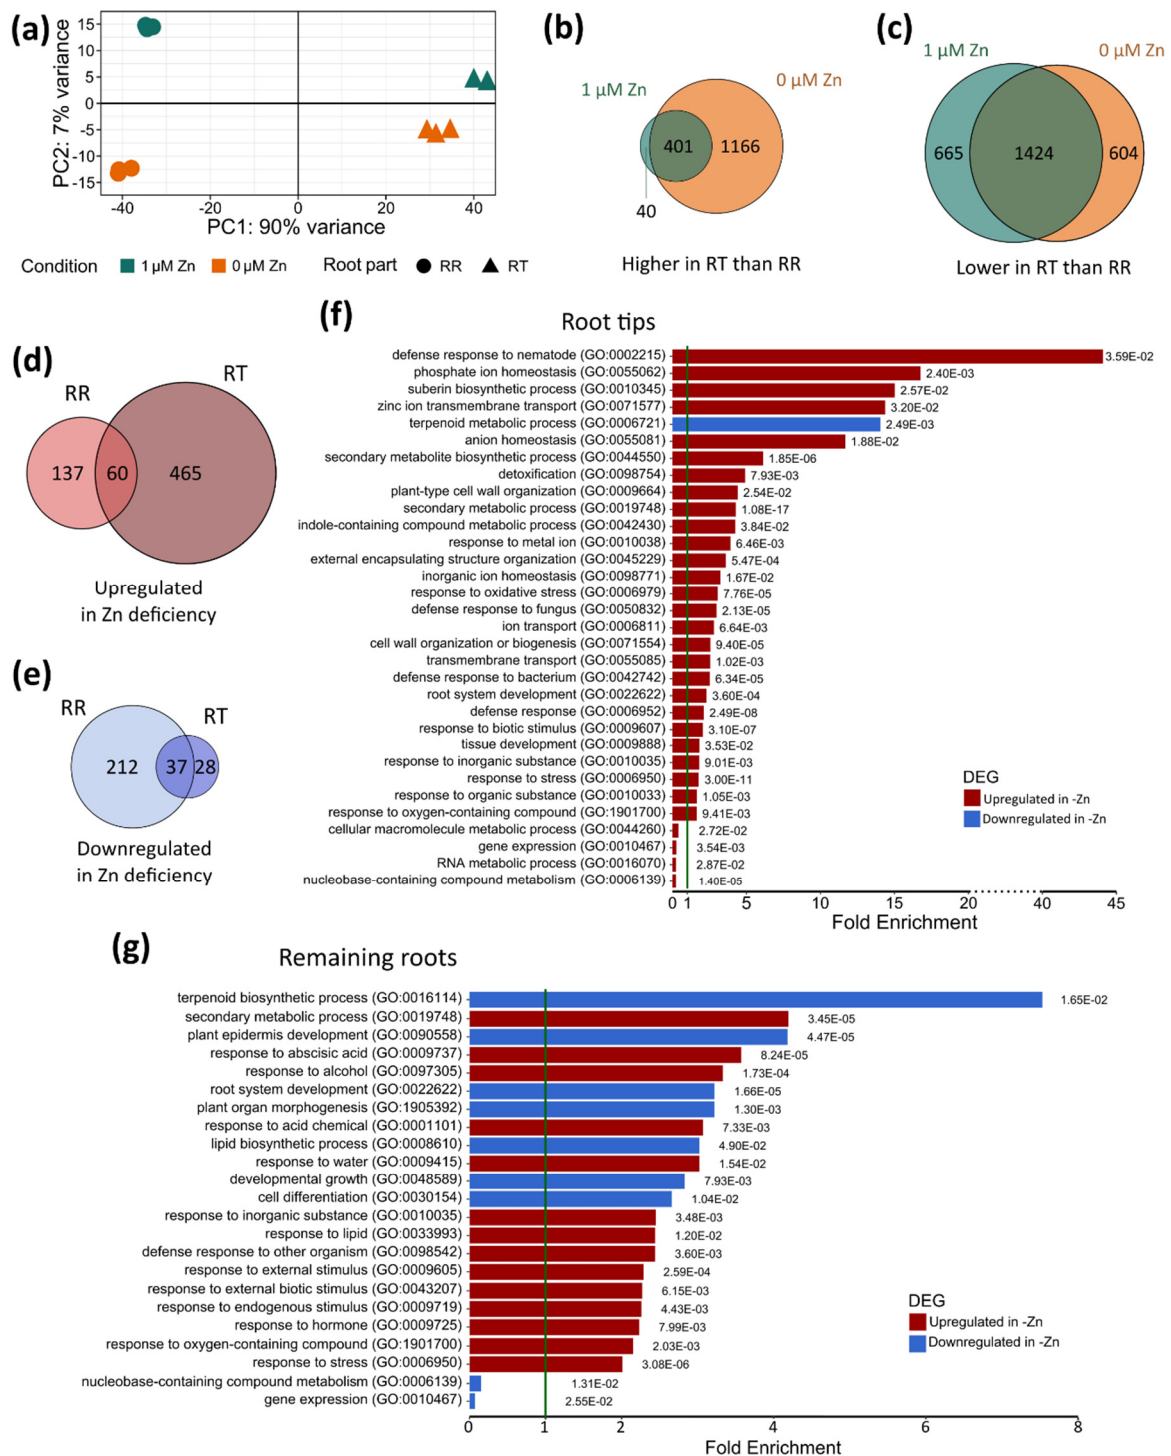 (a)
15
10
5
0
-5
-10
-15
PC2: 7% variance
-40
-20
0
20
40
PC1: 90% variance
Condition
1 µM Zn
0 µM Zn
Root part
RR
RT
(b)
1 µM Zn
0 µM Zn
401
1166
40
Higher in RT than RR
(c)
1 µM Zn
0 µM Zn
665
1424
604
Lower in RT than RR
(d)
RR
RT
137
60
465
Upregulated
in Zn deficiency
(e)
RR
RT
212
37
28
Downregulated
in Zn deficiency
(f)
Root tips
defense response to nematode (GO:0002215) 3.59E-02
phosphate ion homeostasis (GO:0055062) 2.40E-03
suberin biosynthetic process (GO:0010345) 2.57E-02
zinc ion transmembrane transport (GO:0071577) 3.20E-02
terpenoid metabolic process (GO:0006721) 2.49E-03
anion homeostasis (GO:0055081) 1.88E-02
secondary metabolite biosynthetic process (GO:0044550) 1.85E-06
detoxification (GO:0098754) 7.93E-03
plant-type cell wall organization (GO:0009664) 2.54E-02
secondary metabolic process (GO:0019748) 1.08E-17
indole-containing compound metabolic process (GO:0042430) 3.84E-02
response to metal ion (GO:0010038) 6.46E-03
external encapsulating structure organization (GO:0045229) 5.47E-04
inorganic ion homeostasis (GO:0098771) 1.67E-02
response to oxidative stress (GO:0006979) 7.76E-05
defense response to fungus (GO:0050832) 2.13E-05
ion transport (GO:0006811) 6.64E-03
cell wall organization or biogenesis (GO:0071554) 9.40E-05
transmembrane transport (GO:0055085) 1.02E-03
defense response to bacterium (GO:0042742) 6.34E-05
root system development (GO:0022622) 3.60E-04
defense response (GO:0006952) 2.49E-08
response to biotic stimulus (GO:0009607) 3.10E-07
tissue development (GO:0009888) 3.53E-02
response to inorganic substance (GO:0010035) 9.01E-03
response to stress (GO:0006950) 3.00E-11
response to organic substance (GO:0010033) 1.05E-03
response to oxygen-containing compound (GO:1901700) 9.41E-03
cellular macromolecule metabolic process (GO:0044260) 2.72E-02
gene expression (GO:0010467) 3.54E-03
RNA metabolic process (GO:0016070) 2.87E-02
nucleobase-containing compound metabolism (GO:0006139) 1.40E-05
0 1 5 10 15 20 40 45
Fold Enrichment
DEG
Upregulated in -Zn
Downregulated in -Zn
(g)
Remaining roots
terpenoid biosynthetic process (GO:0016114) 1.65E-02
secondary metabolic process (GO:0019748) 3.45E-05
plant epidermis development (GO:0090558) 4.47E-05
response to abscisic acid (GO:0009737) 8.24E-05
response to alcohol (GO:0097305) 1.73E-04
root system development (GO:0022622) 1.66E-05
plant organ morphogenesis (GO:1905392) 1.30E-03
response to acid chemical (GO:0001101) 7.33E-03
lipid biosynthetic process (GO:0008610) 4.90E-02
response to water (GO:0009415) 1.54E-02
developmental growth (GO:0048589) 7.93E-03
cell differentiation (GO:0030154) 1.04E-02
response to inorganic substance (GO:0010035) 3.48E-03
response to lipid (GO:0033993) 1.20E-02
defense response to other organism (GO:0098542) 3.60E-03
response to external stimulus (GO:0009605) 2.59E-04
response to external biotic stimulus (GO:0043207) 6.15E-03
response to endogenous stimulus (GO:0009719) 4.43E-03
response to hormone (GO:0009725) 7.99E-03
response to oxygen-containing compound (GO:1901700) 2.03E-03
response to stress (GO:0006950) 3.08E-06
nucleobase-containing compound metabolism (GO:0006139) 1.31E-02
gene expression (GO:0010467) 2.55E-02
0 1 2 4 6 8
Fold Enrichment
DEG
Upregulated in -Zn
Downregulated in -Zn